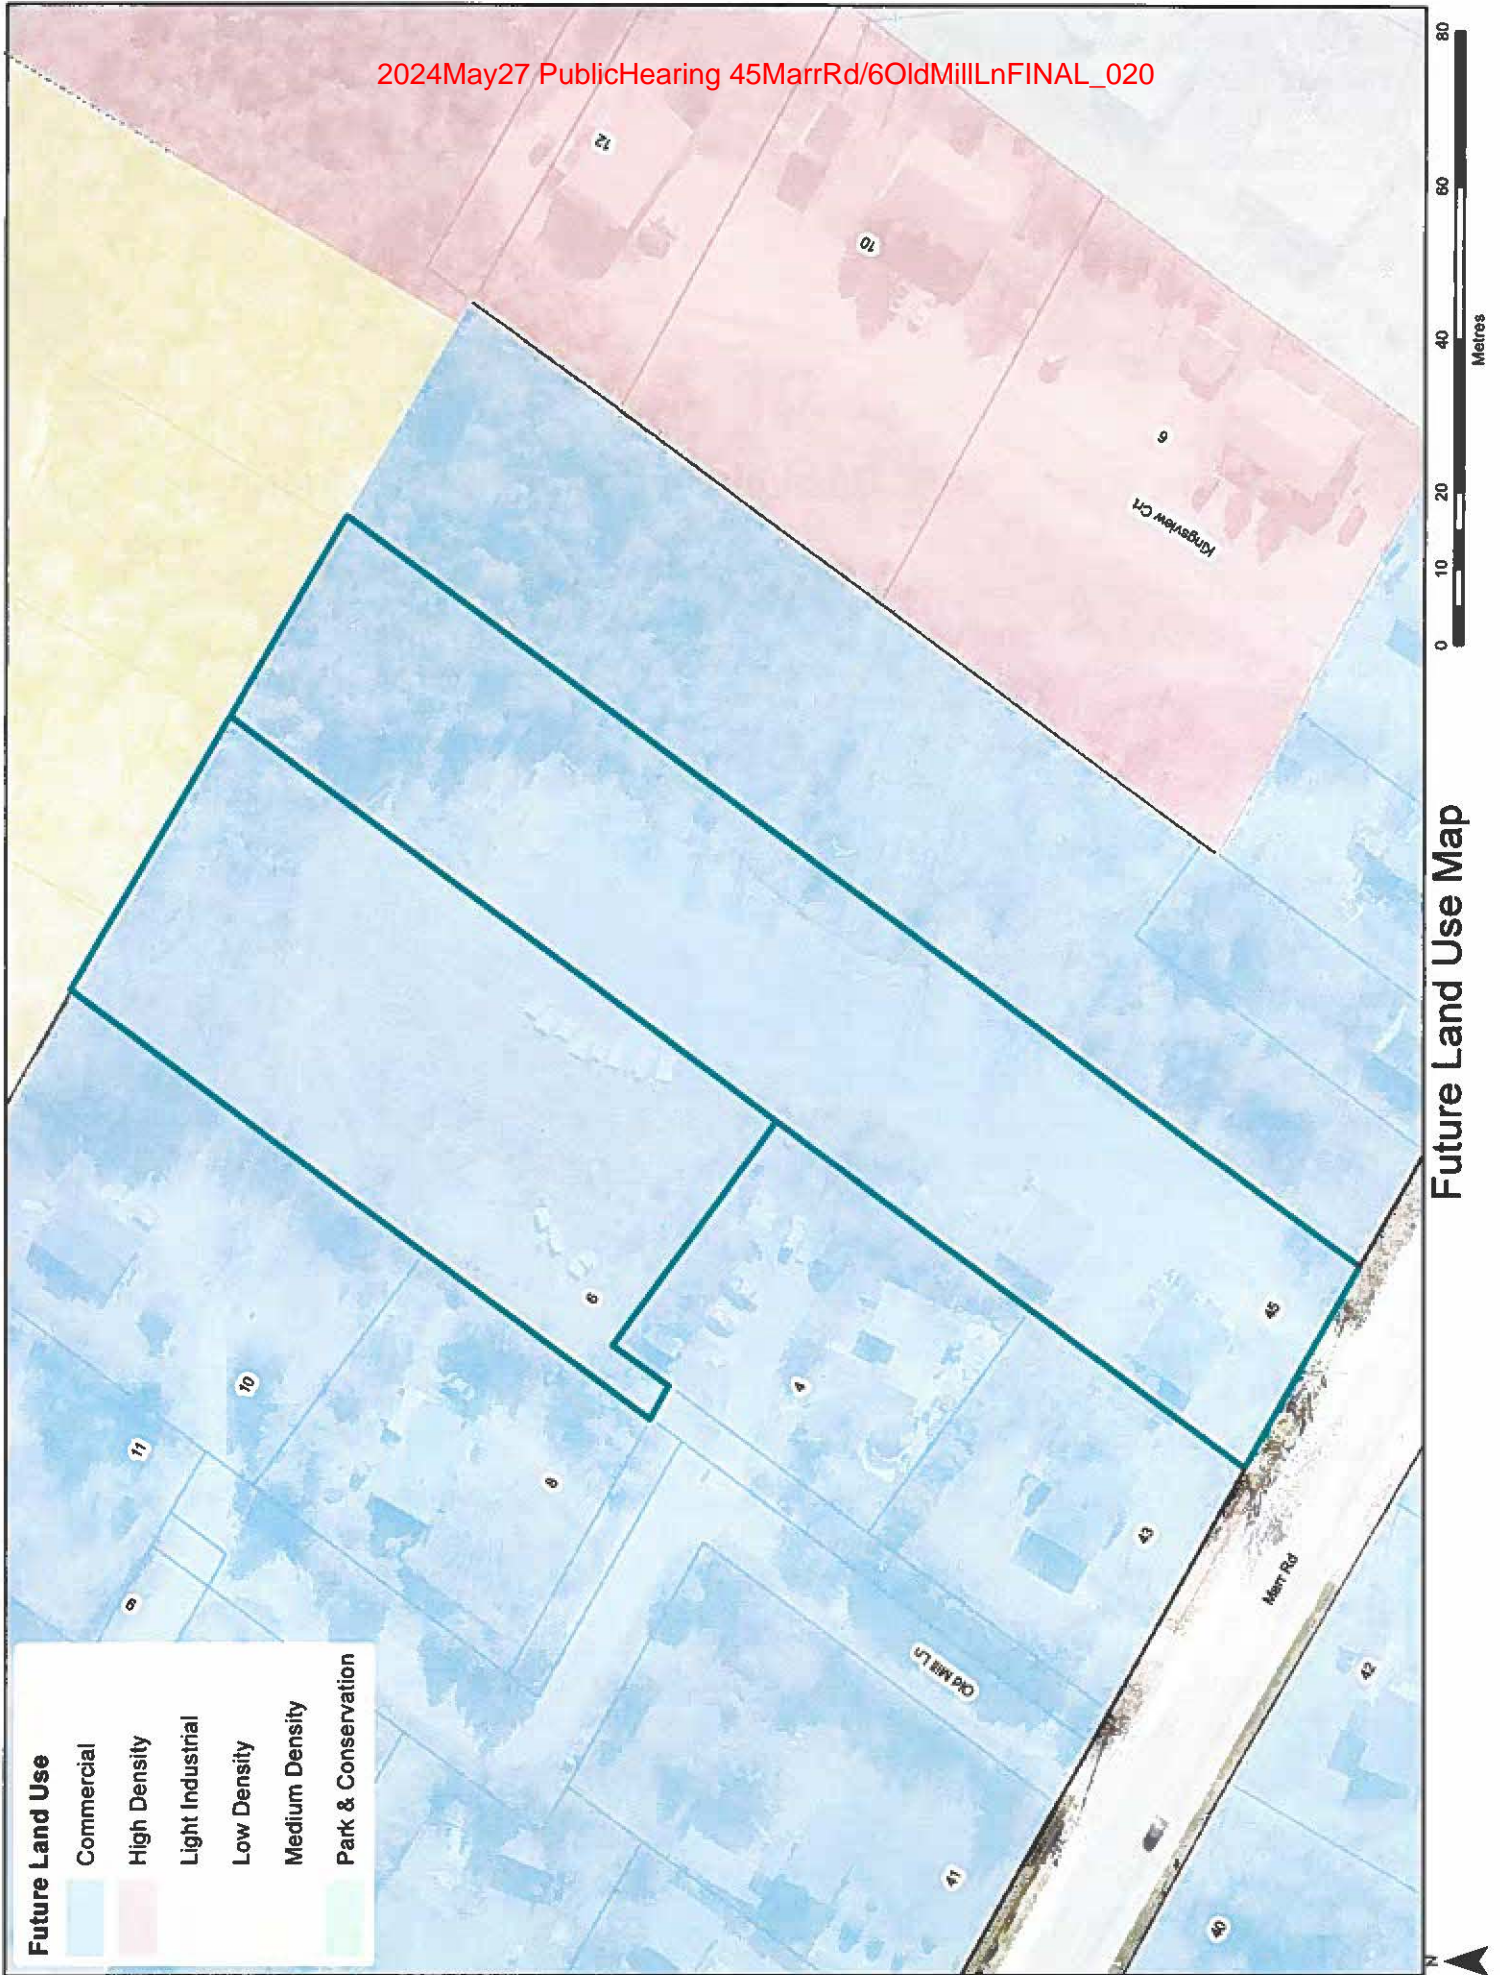 2024May27 PublicHearing 45MarrRd/6OldMillLnFINAL_020
Future Land Use
Commercial
High Density
Light Industrial
Low Density
Medium Density
Park & Conservation
12
10
6
Kingsview Crt
11
10
6
8
6
4
45
43
Old Mill Ln
Marr Rd
41
42
40
N
Future Land Use Map
0 10 20 40 60 80
Metres